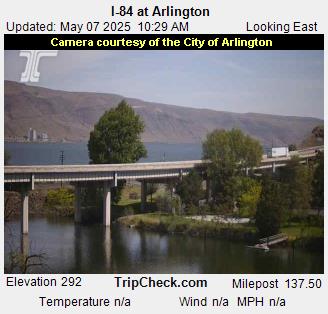 I-84 at Arlington
Updated: May 07 2025 10:29 AM Looking East
Camera courtesy of the City of Arlington
Elevation 292 TripCheck.com Milepost 137.50
Temperature n/a Wind n/a MPH n/a